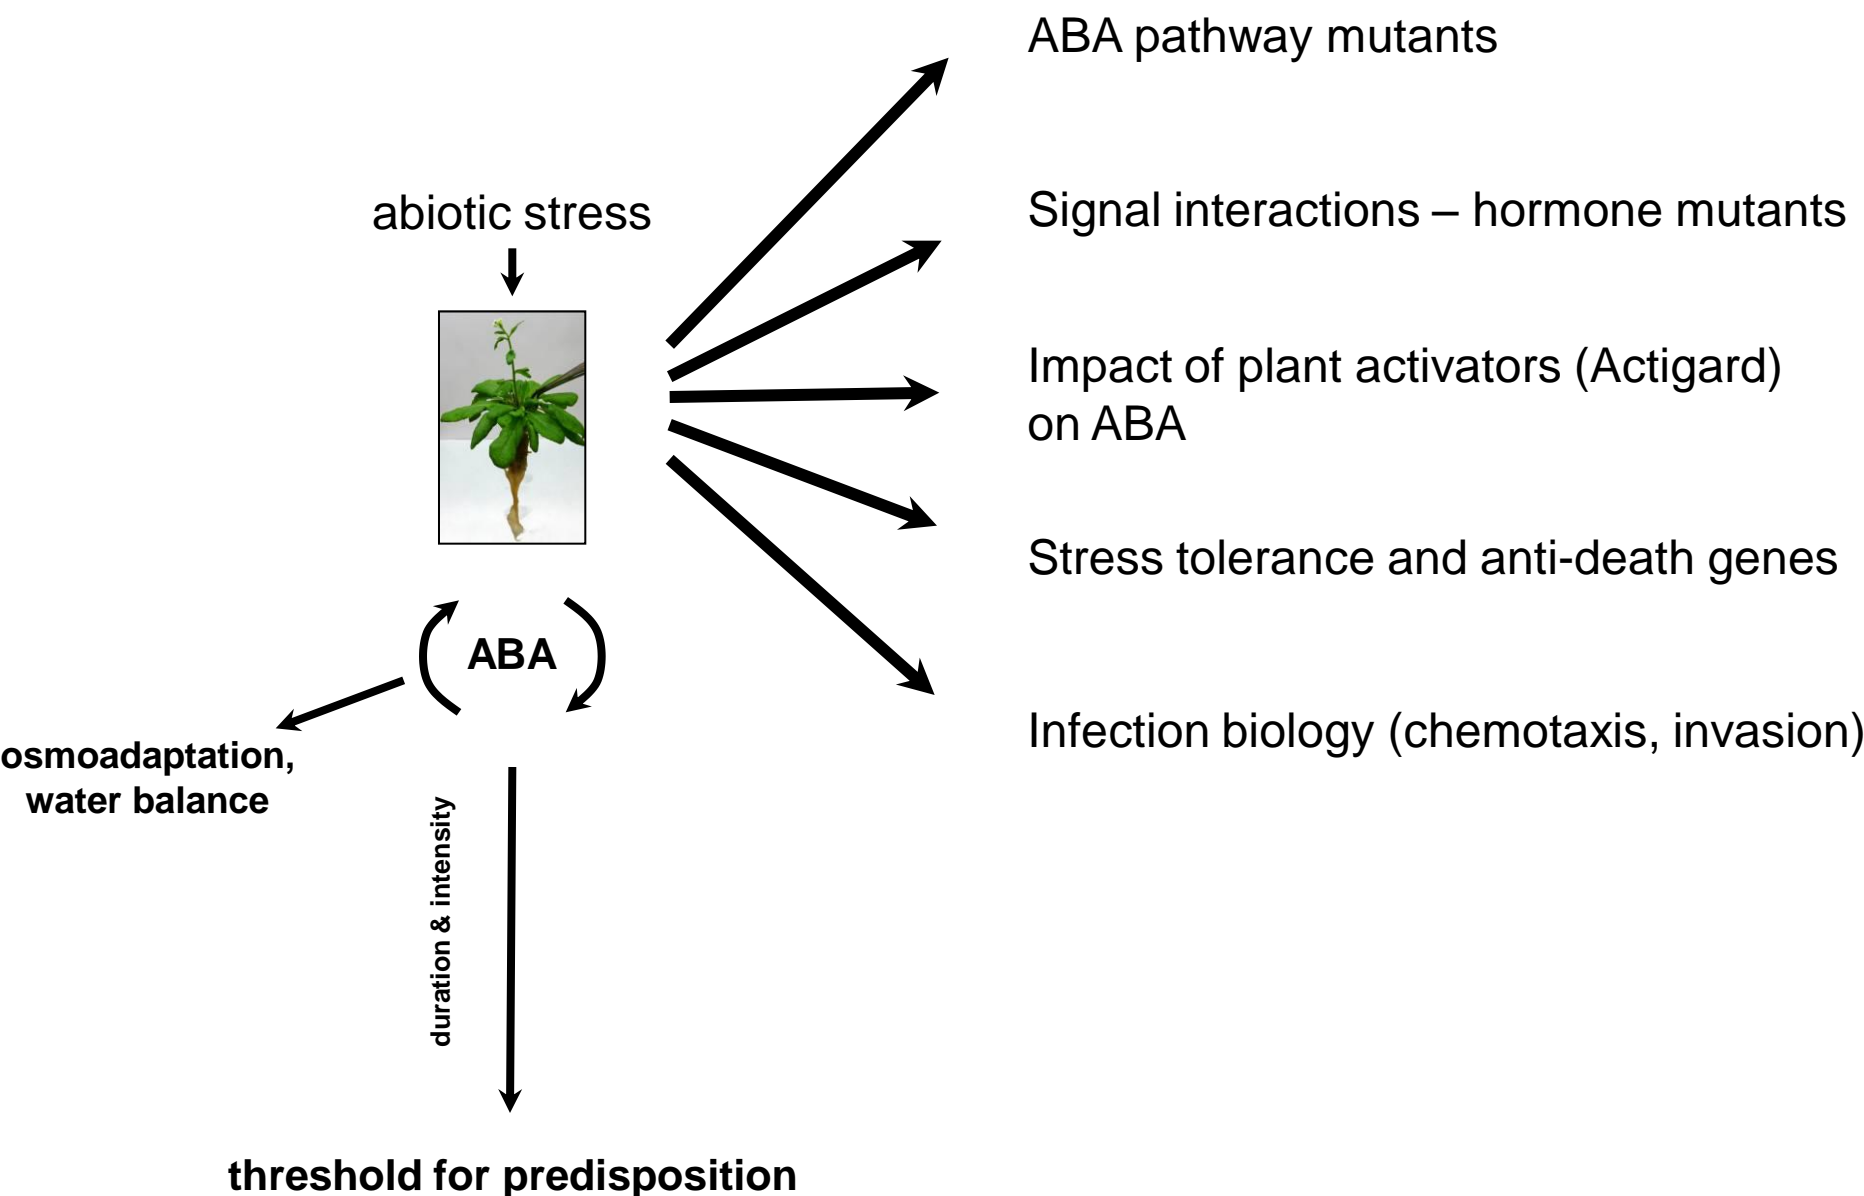 ABA pathway mutants
abiotic stress
Signal interactions – hormone mutants
Impact of plant activators (Actigard)
on ABA
Stress tolerance and anti-death genes
ABA
Infection biology (chemotaxis, invasion)
osmoadaptation,
water balance
duration & intensity
threshold for predisposition